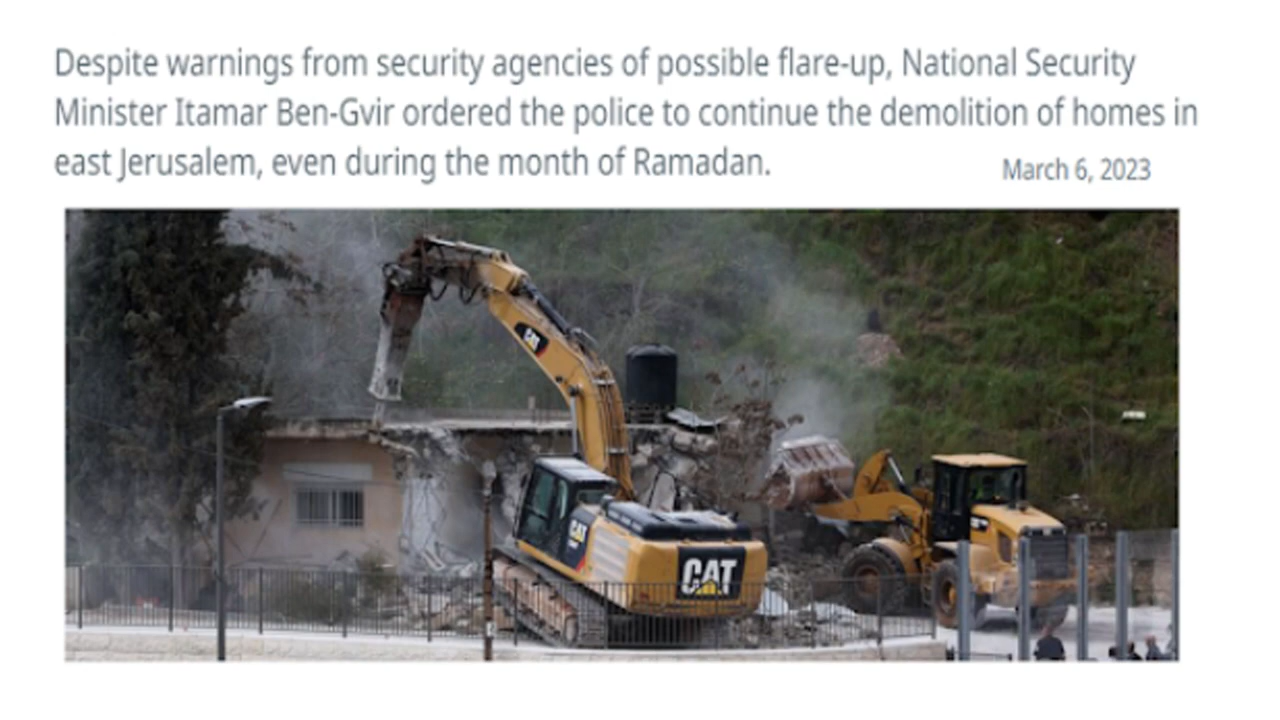 Despite warnings from security agencies of possible flare-up, National Security
Minister Itamar Ben-Gvir ordered the police to continue the demolition of homes in
east Jerusalem, even during the month of Ramadan.
March 6, 2023
CAT
CAT
CAT